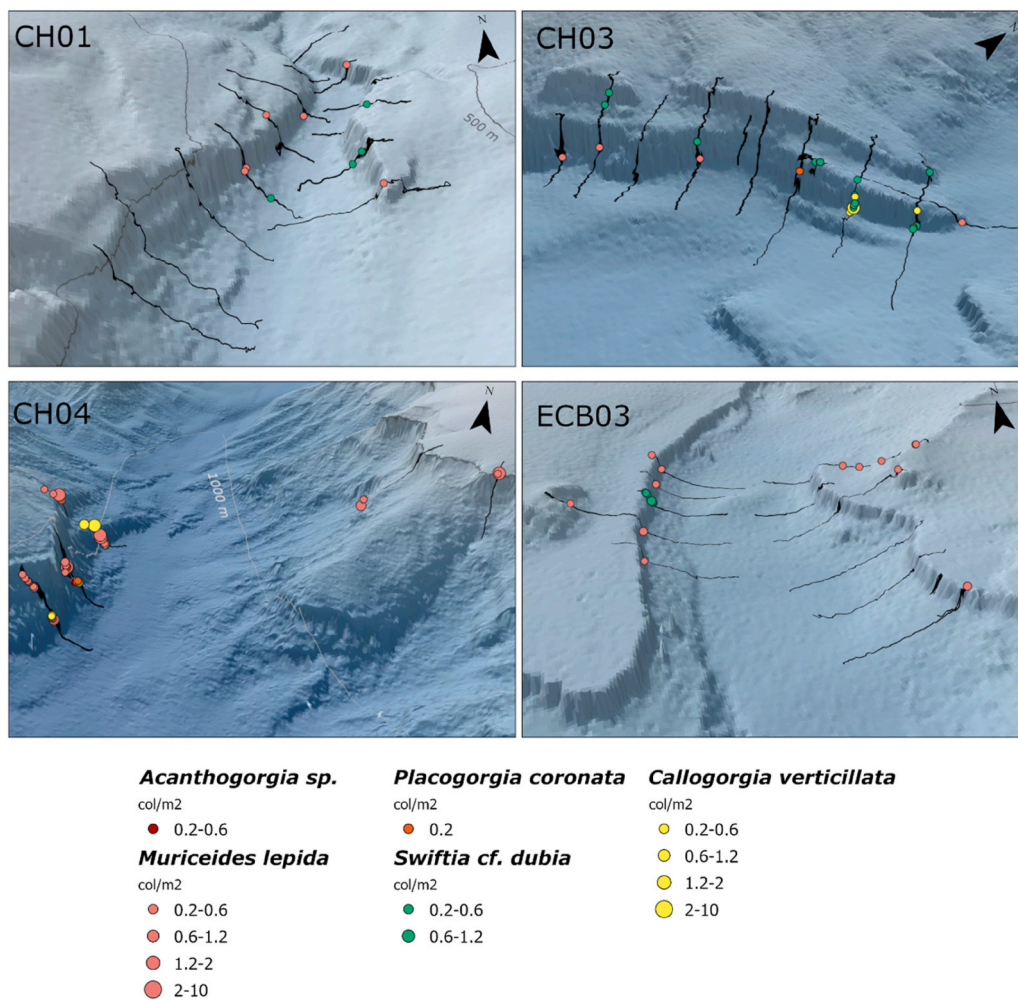 CH01
N
500 m
CH03
N
CH04
N
1000 m
ECB03
N
Acanthogorgia sp.
col/m2
0.2-0.6
Muriceides lepida
col/m2
0.2-0.6
0.6-1.2
1.2-2
2-10
Placogorgia coronata
col/m2
0.2
Swiftia cf. dubia
col/m2
0.2-0.6
0.6-1.2
Callogorgia verticillata
col/m2
0.2-0.6
0.6-1.2
1.2-2
2-10